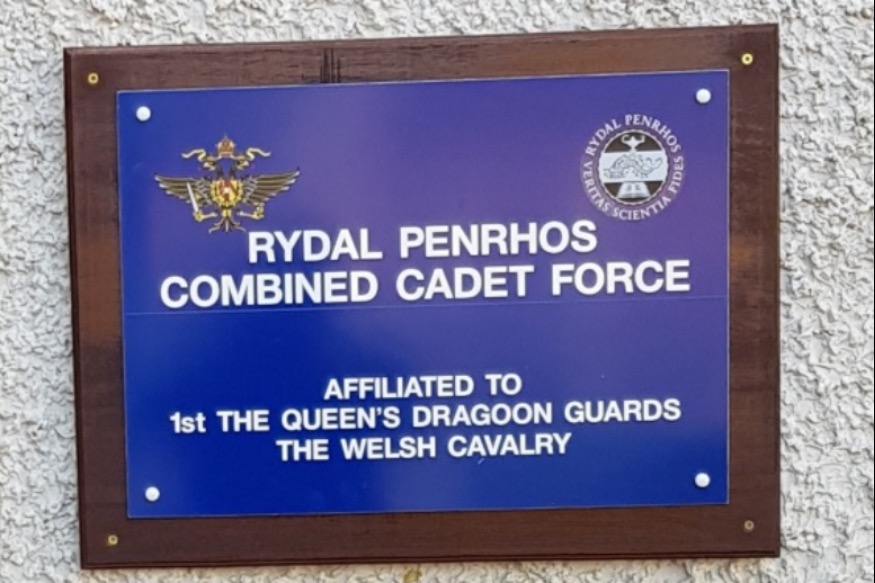 RYDAL PENRHOS
VERITAS SCIENTIA FIDES
RYDAL PENRHOS
COMBINED CADET FORCE
AFFILIATED TO
1st THE QUEEN'S DRAGOON GUARDS
THE WELSH CAVALRY